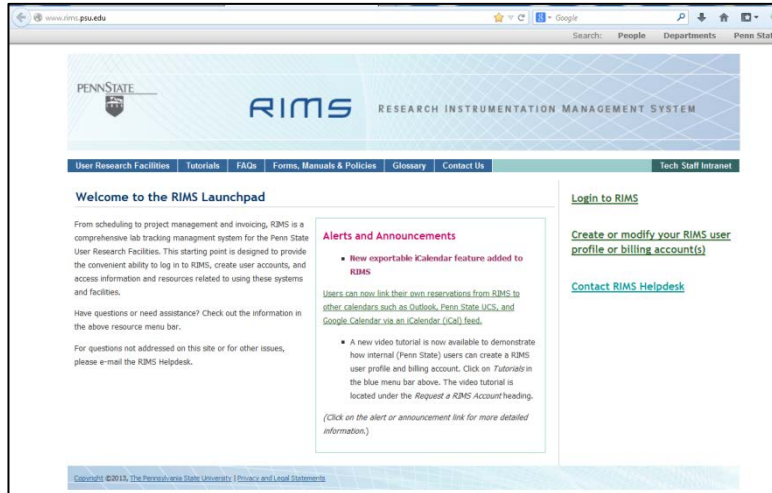 www.rims.psu.edu
Google
Search: People Departments Penn Stat
PENNSTATE
RIMS RESEARCH INSTRUMENTATION MANAGEMENT SYSTEM
User Research Facilities Tutorials FAQs Forms, Manuals & Policies Glossary Contact Us Tech Staff Intranet
Welcome to the RIMS Launchpad
From scheduling to project management and invoicing, RIMS is a
comprehensive lab tracking managment system for the Penn State
User Research Facilities. This starting point is designed to provide
the convenient ability to log in to RIMS, create user accounts, and
access information and resources related to using these systems
and facilities.
Have questions or need assistance? Check out the information in
the above resource menu bar.
For questions not addressed on this site or for other issues,
please e-mail the RIMS Helpdesk.
Alerts and Announcements
▪ New exportable iCalendar feature added to
RIMS
Users can now link their own reservations from RIMS to
other calendars such as Outlook, Penn State UCS, and
Google Calendar via an iCalendar (iCal) feed.
▪ A new video tutorial is now available to demonstrate
how internal (Penn State) users can create a RIMS
user profile and billing account. Click on Tutorials in
the blue menu bar above. The video tutorial is
located under the Request a RIMS Account heading.
(Click on the alert or announcement link for more detailed
information.)
Login to RIMS
Create or modify your RIMS user
profile or billing account(s)
Contact RIMS Helpdesk
Copyright ©2013, The Pennsylvania State University | Privacy and Legal Statements